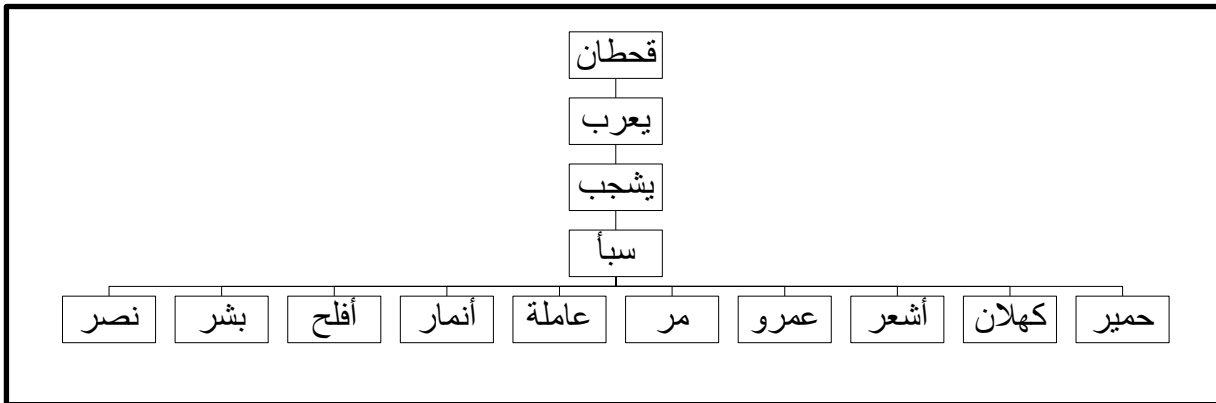 قحطان
يعرب
يشجب
سبأ
حمير كهلان أشعر عمرو مر عاملة أنمار أفلح بشر نصر